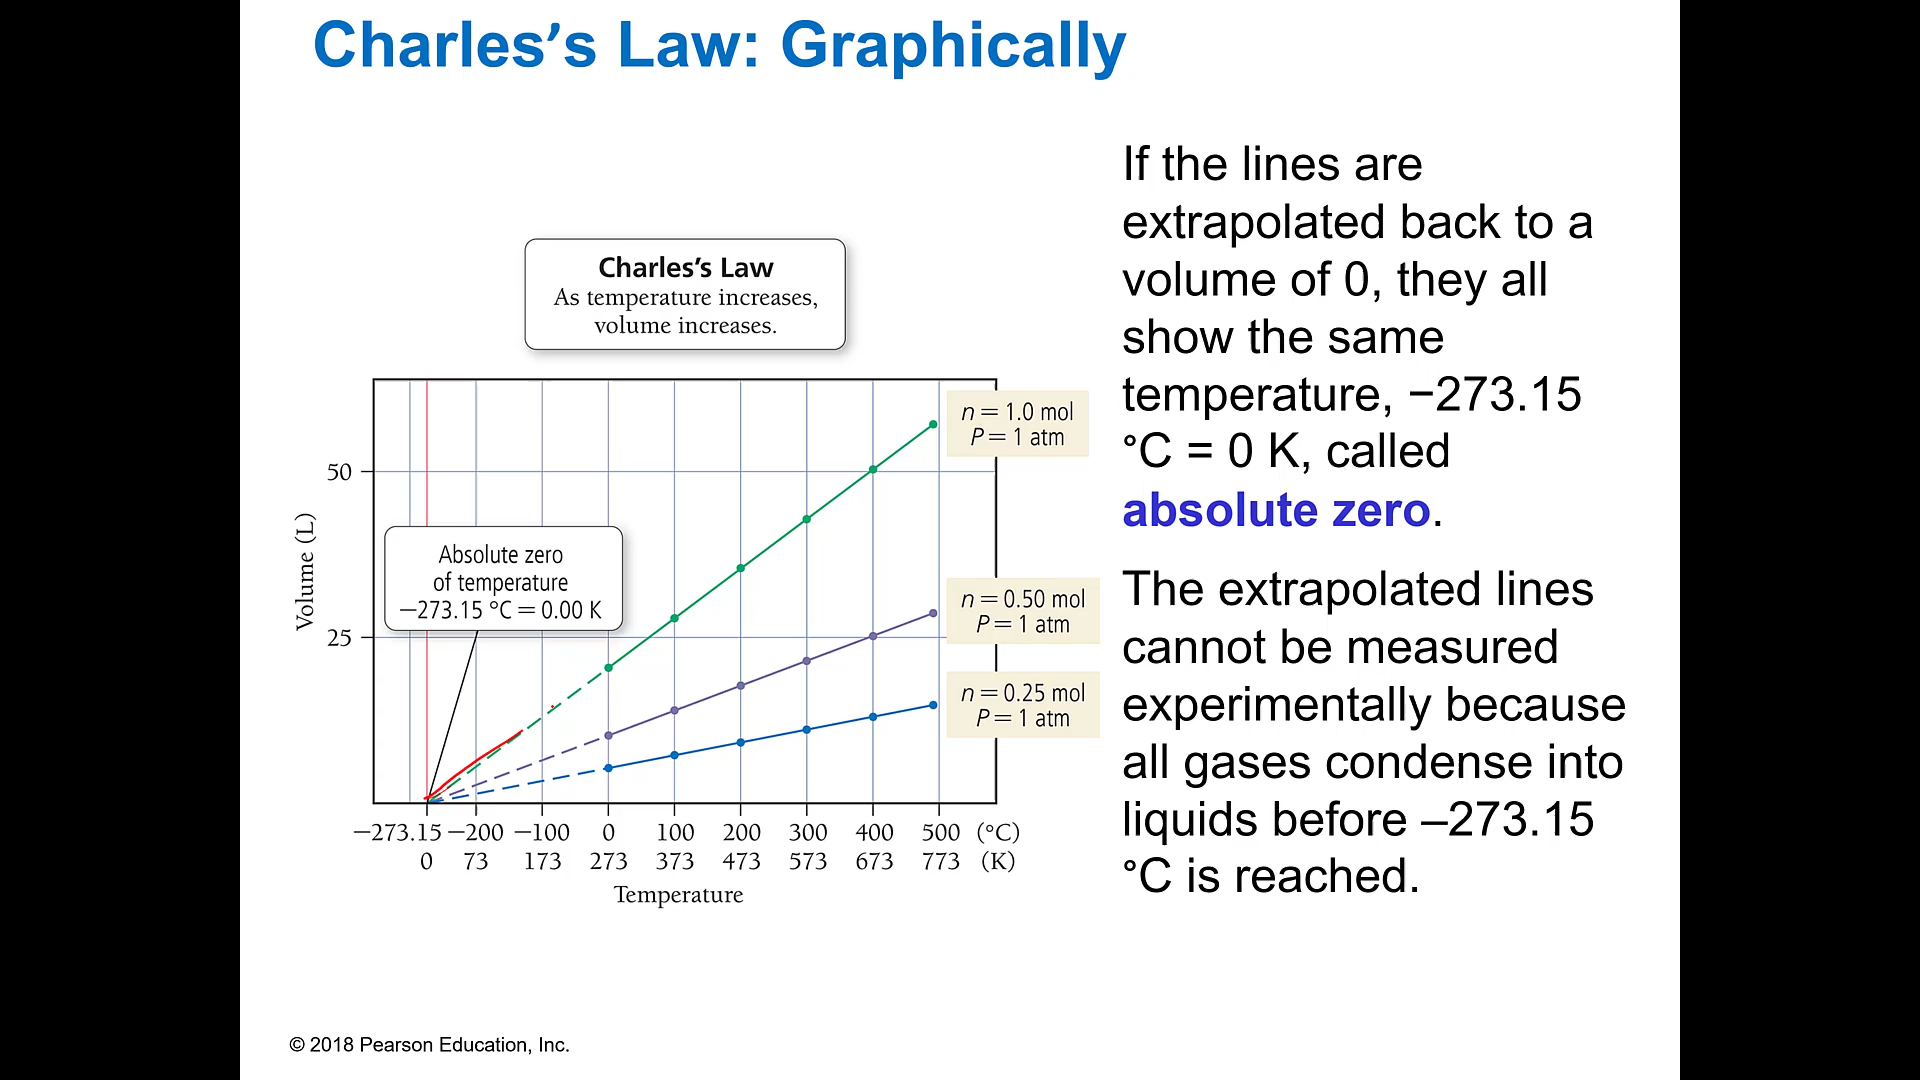 Charles’s Law: Graphically
Charles’s Law
As temperature increases,
volume increases.
n = 1.0 mol
P = 1 atm
50
Absolute zero
of temperature
−273.15 °C = 0.00 K
Volume (L)
n = 0.50 mol
P = 1 atm
25
n = 0.25 mol
P = 1 atm
−273.15 −200 −100 0 100 200 300 400 500 (°C)
0 73 173 273 373 473 573 673 773 (K)
Temperature
If the lines are
extrapolated back to a
volume of 0, they all
show the same
temperature, −273.15
°C = 0 K, called
absolute zero.
The extrapolated lines
cannot be measured
experimentally because
all gases condense into
liquids before –273.15
°C is reached.
© 2018 Pearson Education, Inc.